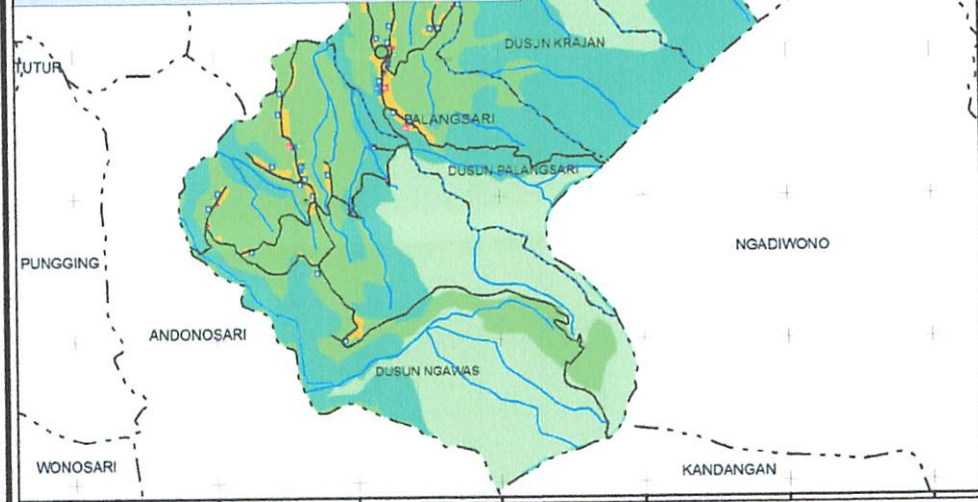 DUSUN KRAJAN
TUTUR
PALANGSARI
DUSUN PALANGSARI
NGADIWONO
PUNGGING
ANDONOSARI
DUSUN NGAWAS
WONOSARI
KANDANGAN